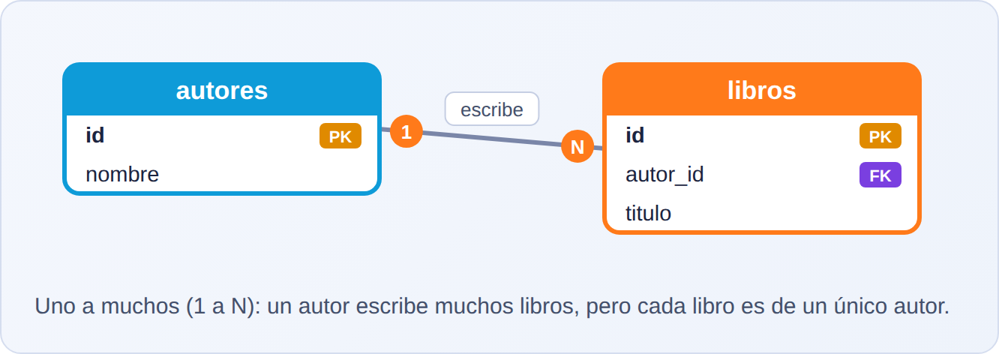 autores
id PK
nombre
1
escribe
N
libros
id PK
autor_id FK
titulo
Uno a muchos (1 a N): un autor escribe muchos libros, pero cada libro es de un único autor.